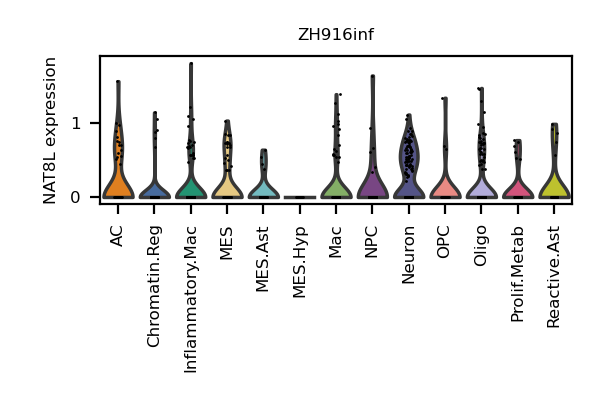 ZH916inf
NAT8L expression
1
0
AC
Chromatin.Reg
Inflammatory.Mac
MES
MES.Ast
MES.Hyp
Mac
NPC
Neuron
OPC
Oligo
Prolif.Metab
Reactive.Ast